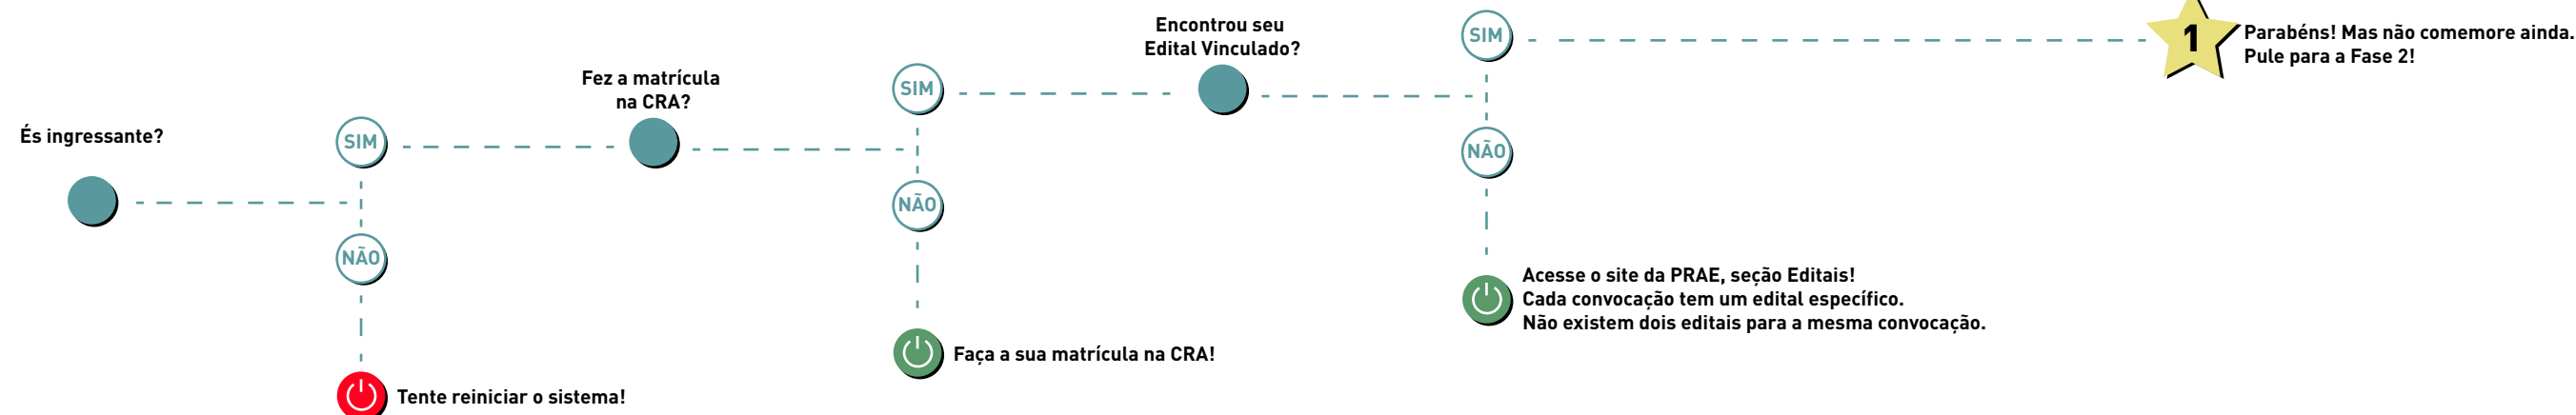 És ingressante?
SIM
NÃO
Tente reiniciar o sistema!
Fez a matrícula
na CRA?
SIM
NÃO
Faça a sua matrícula na CRA!
Encontrou seu
Edital Vinculado?
SIM
NÃO
Acesse o site da PRAE, seção Editais!
Cada convocação tem um edital específico.
Não existem dois editais para a mesma convocação.
1
Parabéns! Mas não comemore ainda.
Pule para a Fase 2!